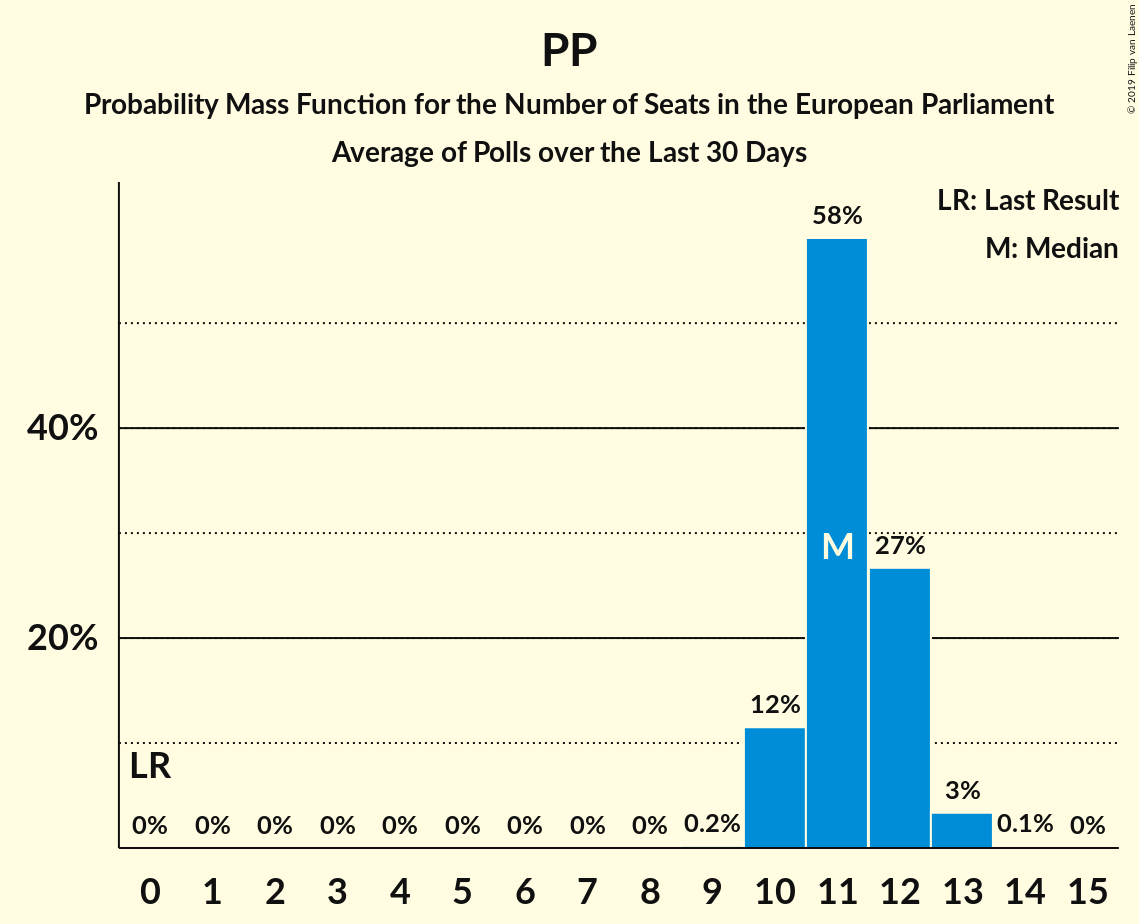 PP
Probability Mass Function for the Number of Seats in the European Parliament
Average of Polls over the Last 30 Days
© 2019 Filip van Laenen
LR: Last Result
M: Median
58%
40%
M
27%
20%
12%
LR
3%
0% 0% 0% 0% 0% 0% 0% 0% 0% 0.2% 0.1% 0%
0 1 2 3 4 5 6 7 8 9 10 11 12 13 14 15